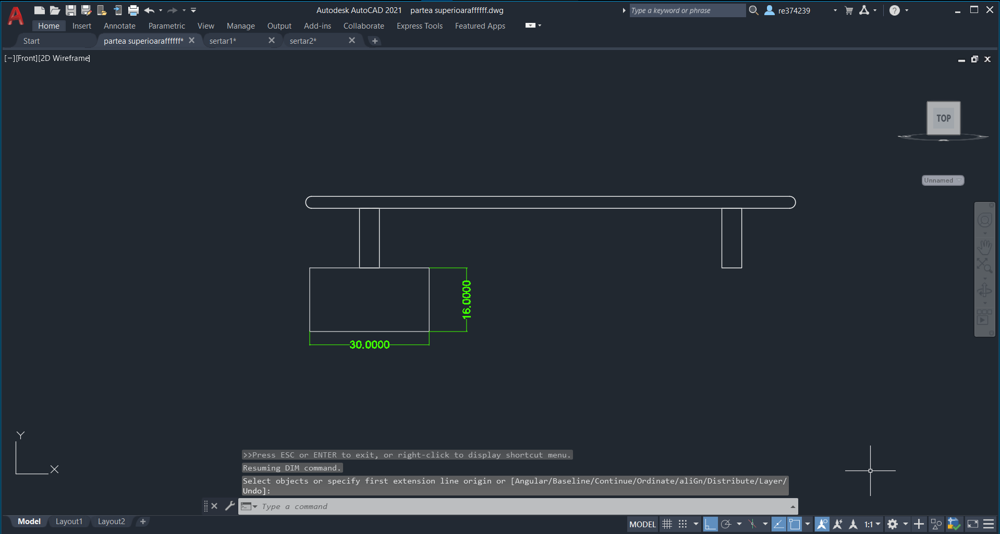 Autodesk AutoCAD 2021 partea superioaraffffff.dwg
Type a keyword or phrase
re374239
Home Insert Annotate Parametric View Manage Output Add-ins Collaborate Express Tools Featured Apps
Start
partea superioaraffffff*
sertar1*
sertar2*
[−][Front][2D Wireframe]
TOP
Unnamed
16.0000
30.0000
Y
X
>>Press ESC or ENTER to exit, or right-click to display shortcut menu.
Resuming DIM command.
Select objects or specify first extension line origin or [Angular/Baseline/Continue/Ordinate/aliGn/Distribute/Layer/
Undo]:
Type a command
Model Layout1 Layout2
MODEL
1:1